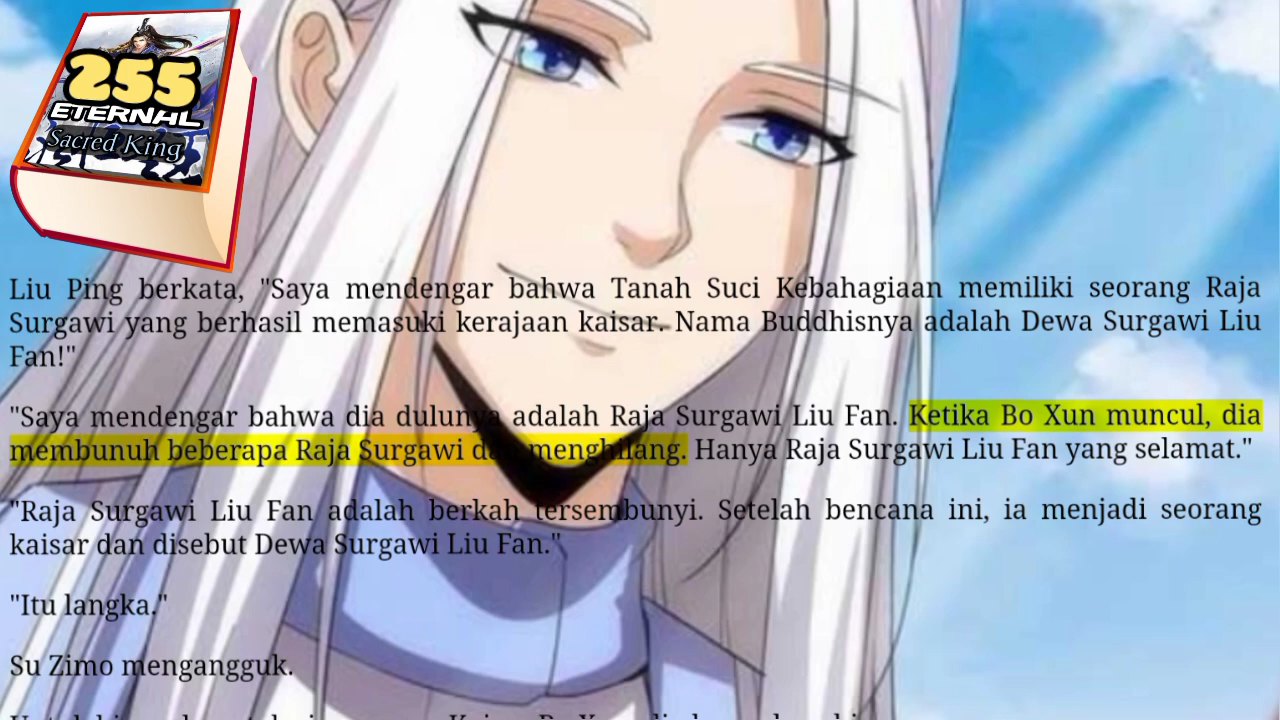 255
ETERNAL
Sacred King
Liu Ping berkata, "Saya mendengar bahwa Tanah Suci Kebahagiaan memiliki seorang Raja
Surgawi yang berhasil memasuki kerajaan kaisar. Nama Buddhisnya adalah Dewa Surgawi Liu
Fan!"
"Saya mendengar bahwa dia dulunya adalah Raja Surgawi Liu Fan. Ketika Bo Xun muncul, dia
membunuh beberapa Raja Surgawi dan menghilang. Hanya Raja Surgawi Liu Fan yang selamat."
"Raja Surgawi Liu Fan adalah berkah tersembunyi. Setelah bencana ini, ia menjadi seorang
kaisar dan disebut Dewa Surgawi Liu Fan."
"Itu langka."
Su Zimo mengangguk.